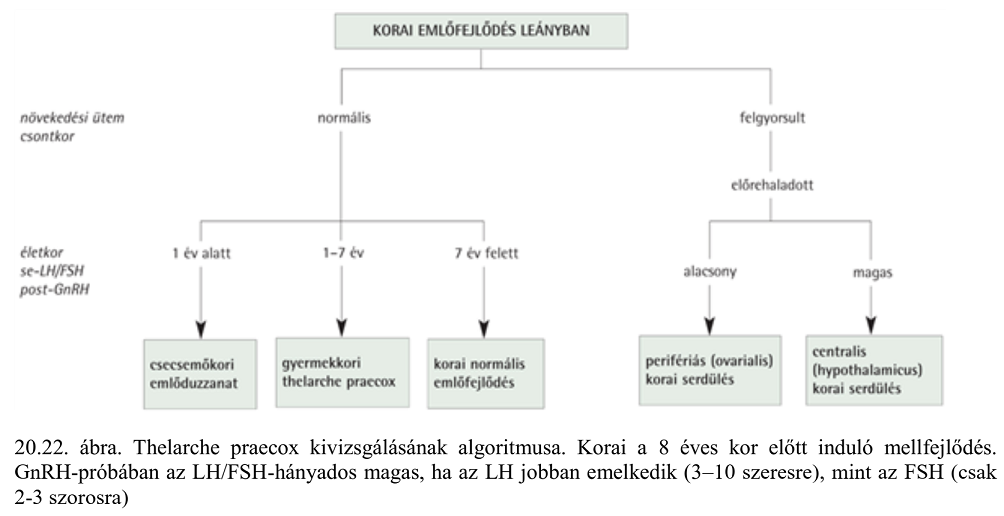 KORAI EMLŐFEJLŐDÉS LEÁNYBAN
növekedési ütem
csontkor
normális
felgyorsult
előrehaladott
életkor
se-LH/FSH
post-GnRH
1 év alatt
1–7 év
7 év felett
alacsony
magas
csecsemőkori
emlőduzzanat
gyermekkori
thelarche praecox
korai normális
emlőfejlődés
perifériás (ovarialis)
korai serdülés
centralis
(hypothalamicus)
korai serdülés
20.22. ábra. Thelarche praecox kivizsgálásának algoritmusa. Korai a 8 éves kor előtt induló mellfejlődés.
GnRH-próbában az LH/FSH-hányados magas, ha az LH jobban emelkedik (3–10 szeresre), mint az FSH (csak
2-3 szorosra)